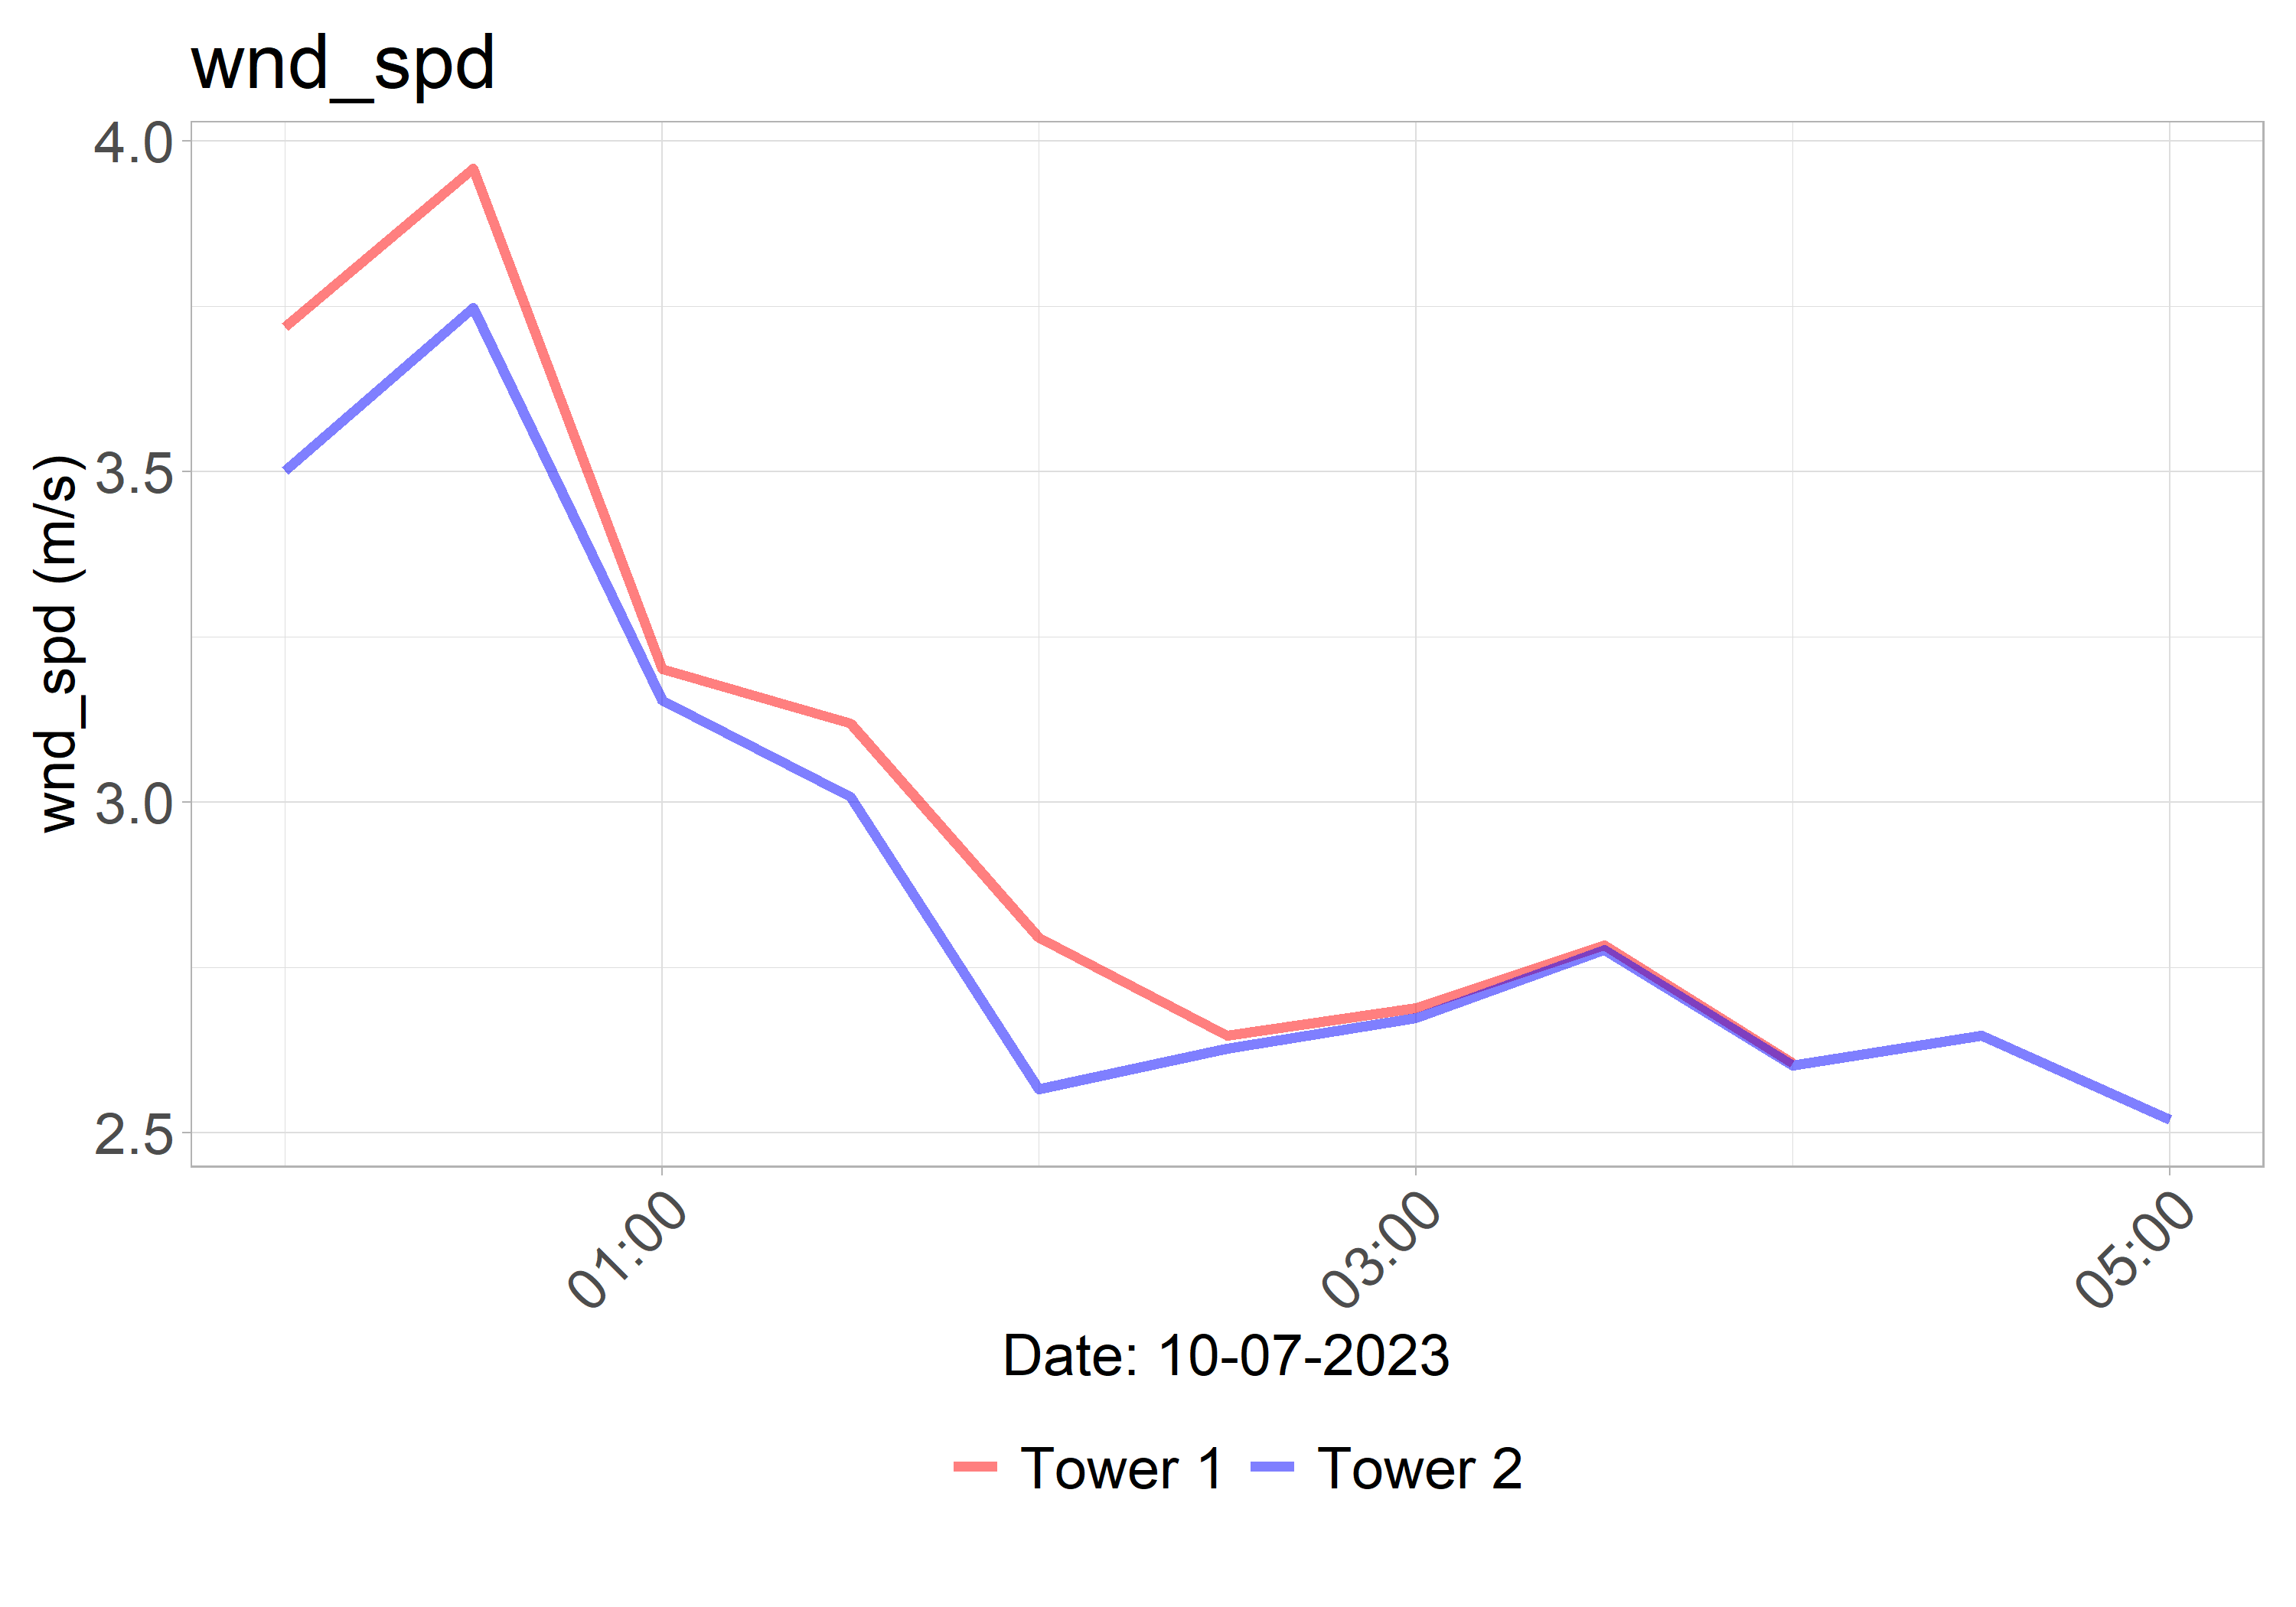 wnd_spd
wnd_spd (m/s)
4.0
3.5
3.0
2.5
01:00
03:00
05:00
Date: 10-07-2023
Tower 1
Tower 2